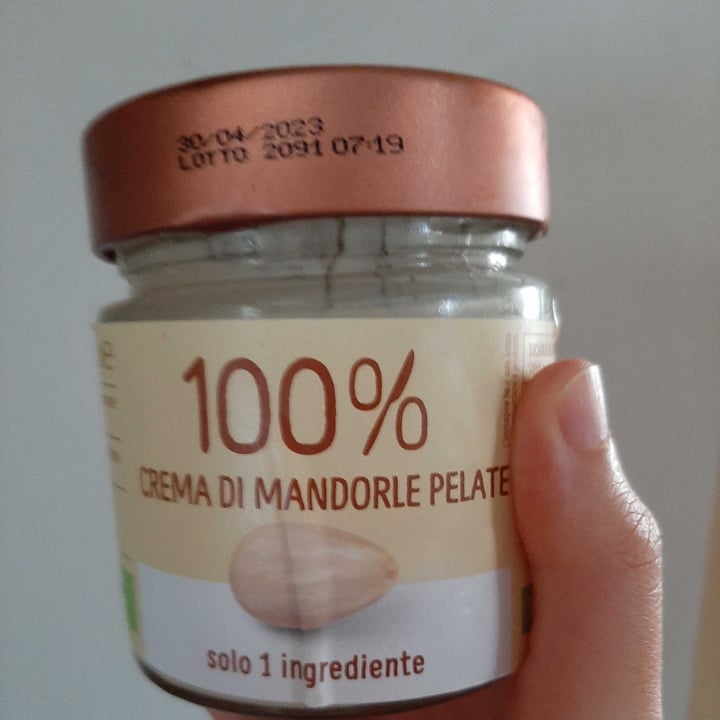 30/04/2023
LOTTO 2091 07:19
100%
CREMA DI MANDORLE PELATE
solo 1 ingrediente